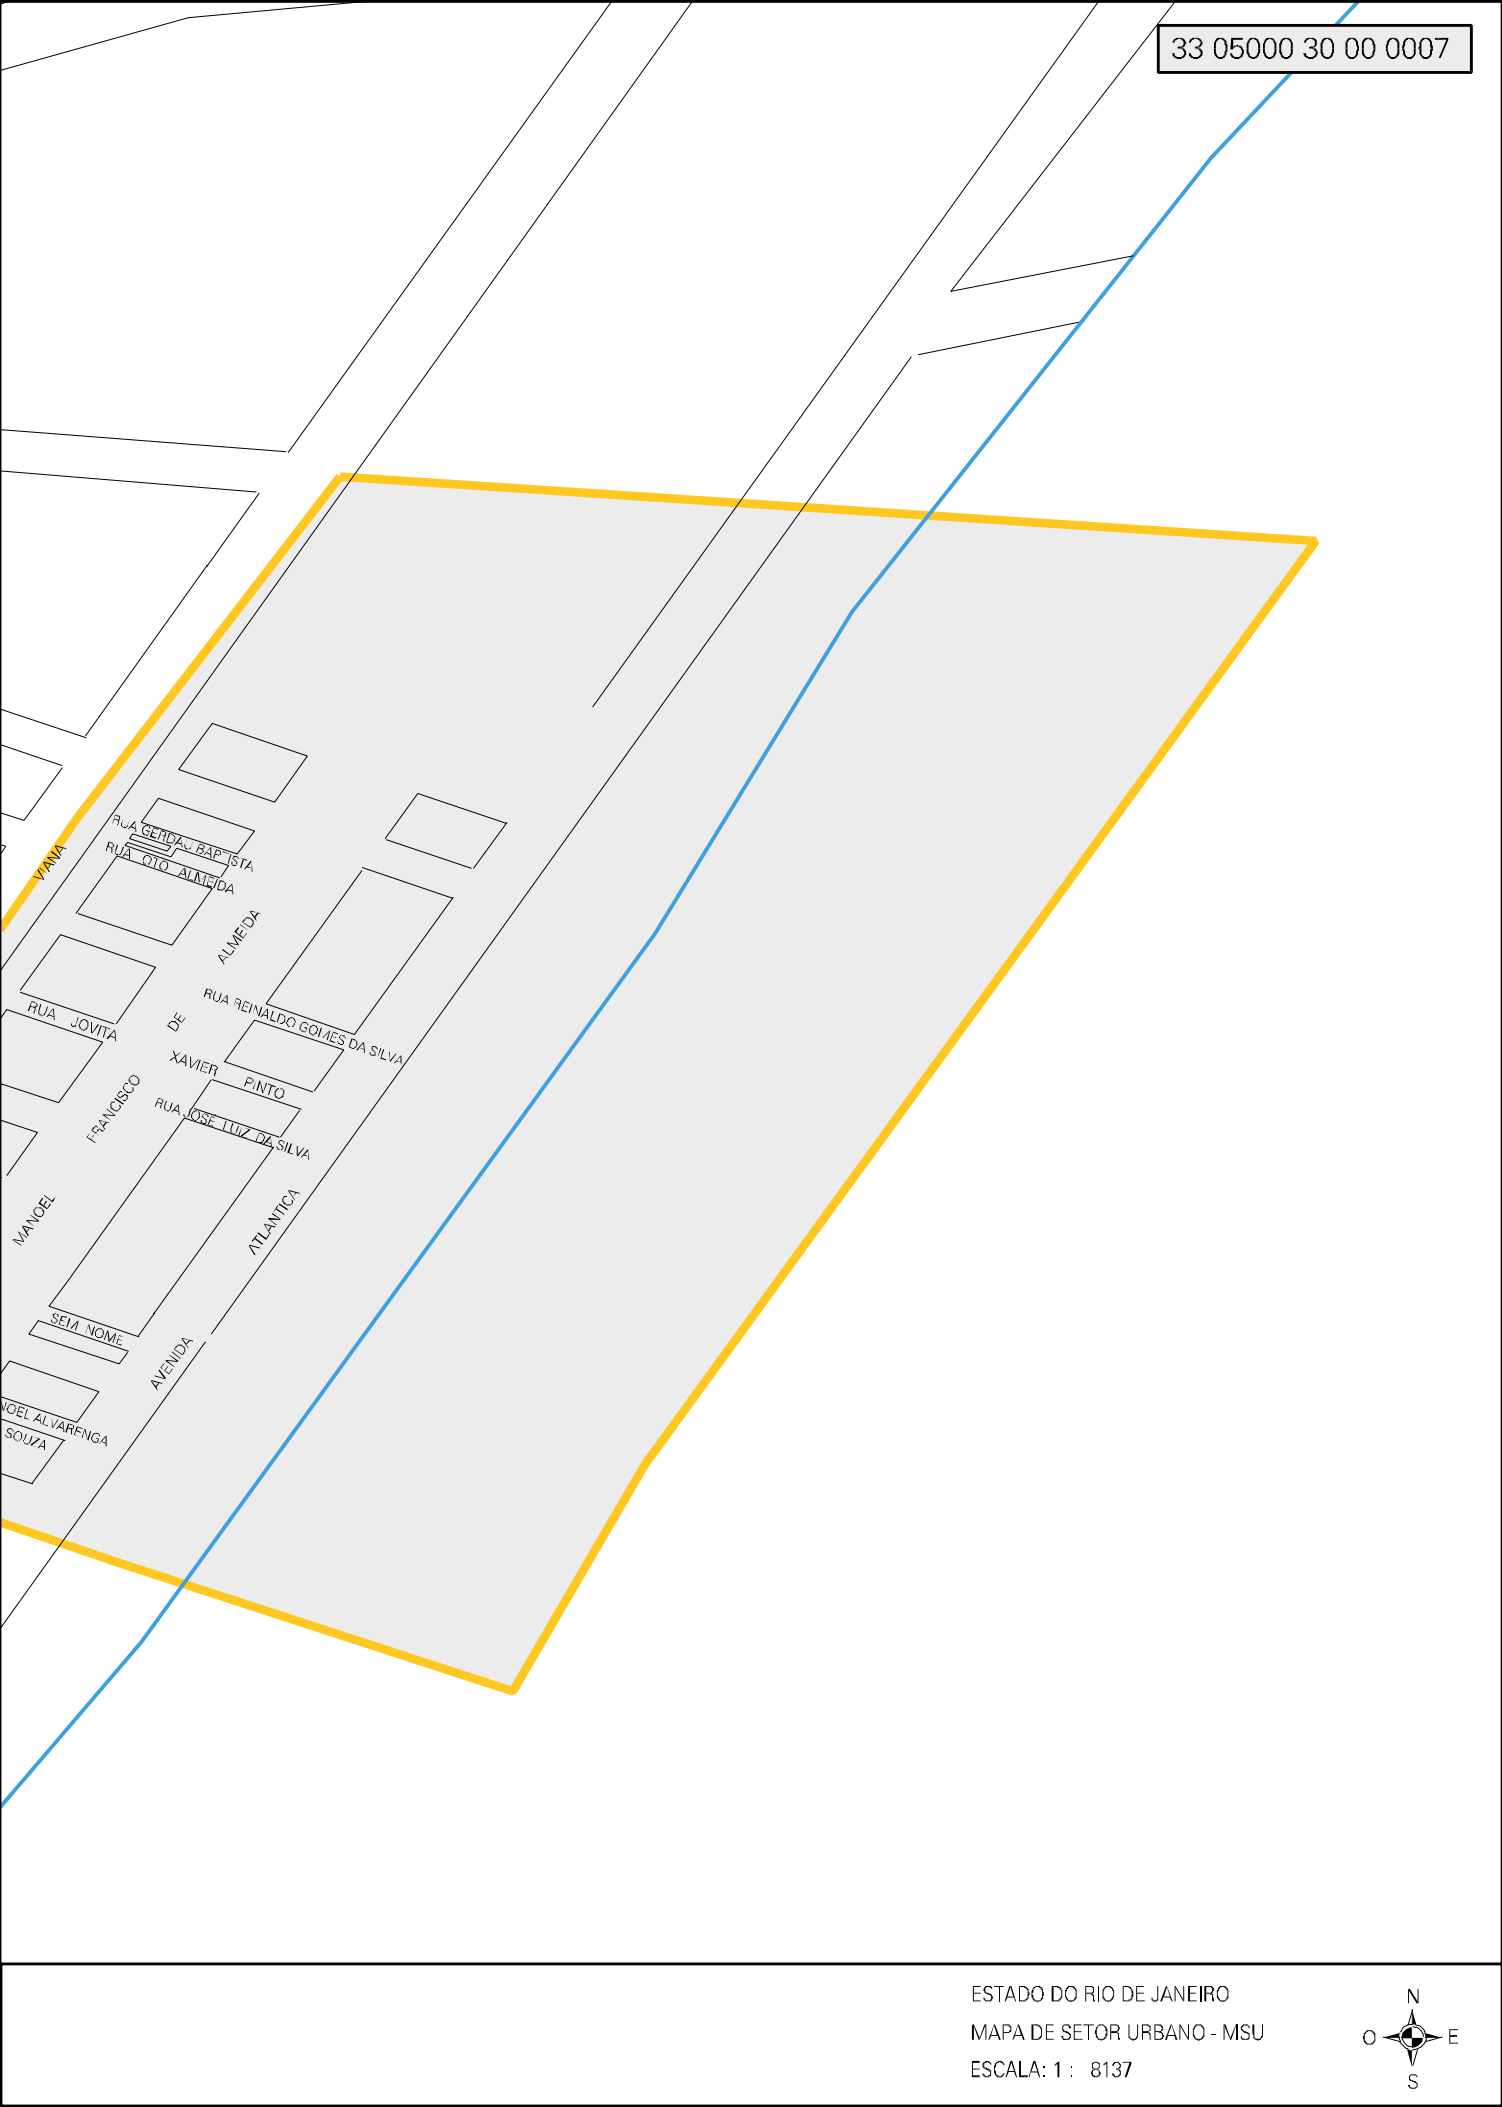 33 05000 30 00 0007
VIANA
RUA GERDAU BAPTISTA
RUA OTO ALMEIDA
ALMEIDA
RUA REINALDO GOMES DA SILVA
RUA JOVITA
DE
XAVIER PINTO
FRANCISCO
RUA JOSE LUIZ DA SILVA
MANOEL
ATLANTICA
SEM NOME
AVENIDA
NOEL ALVARENGA
SOUZA
ESTADO DO RIO DE JANEIRO
MAPA DE SETOR URBANO - MSU
ESCALA: 1 : 8137
N
O E
S